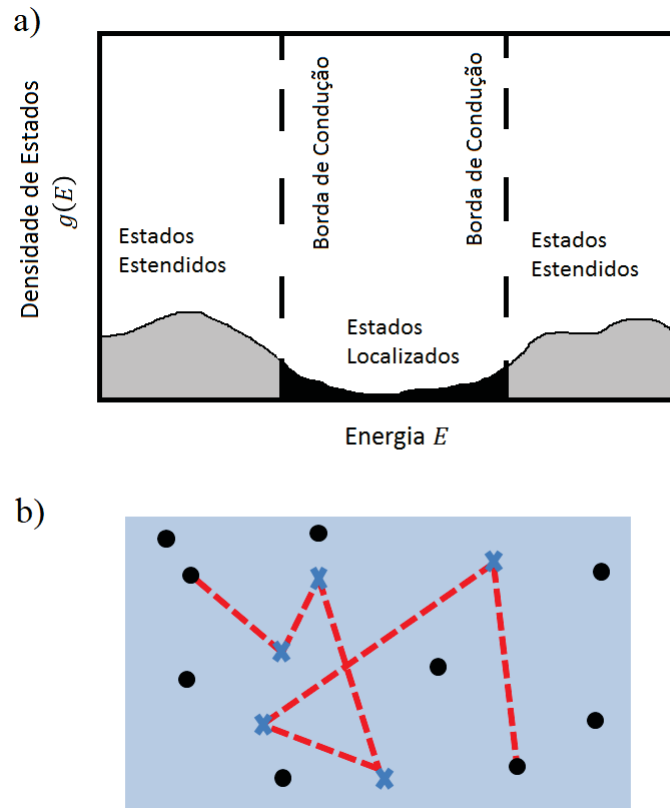 a)
Densidade de Estados
g(E)
Borda de Condução
Borda de Condução
Estados
Estendidos
Estados
Localizados
Estados
Estendidos
Energia E
b)